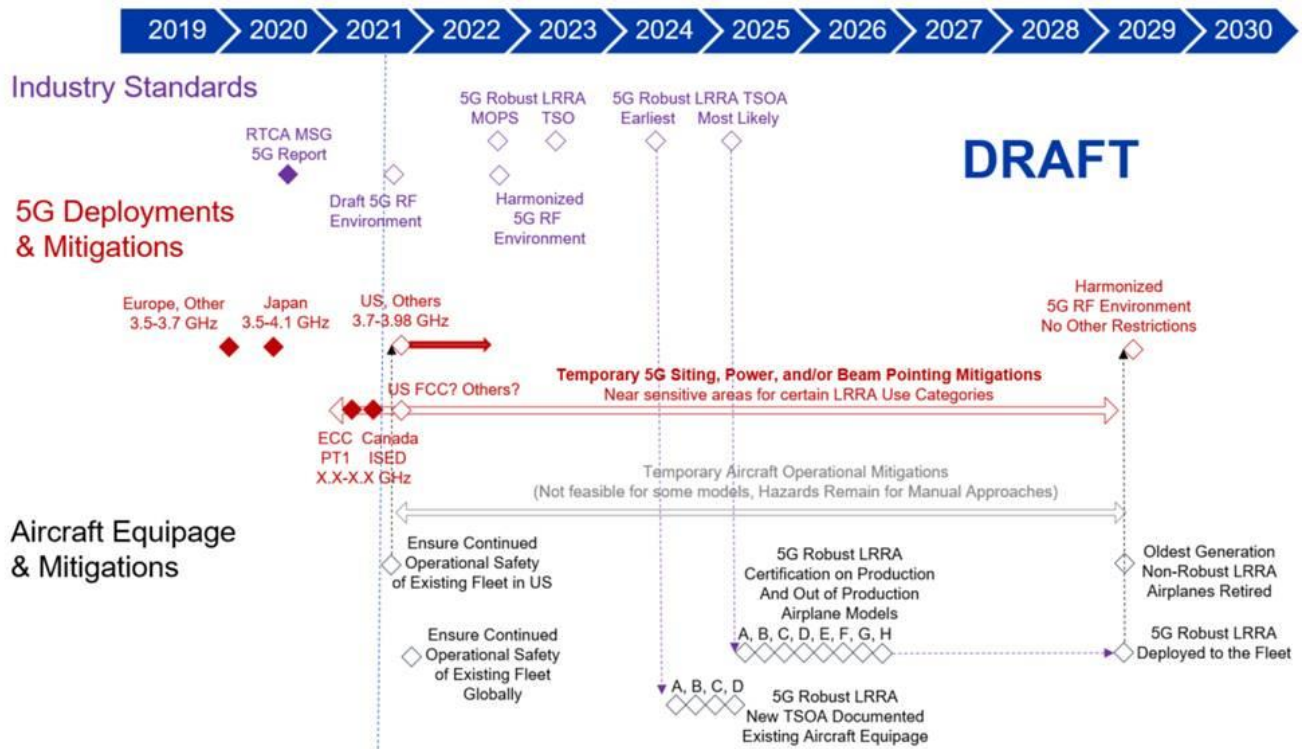 2019 2020 2021 2022 2023 2024 2025 2026 2027 2028 2029 2030
Industry Standards
RTCA MSG
5G Report
Draft 5G RF
Environment
5G Robust LRRA
MOPS TSO
Harmonized
5G RF
Environment
5G Robust LRRA TSOA
Earliest Most Likely
DRAFT
5G Deployments
& Mitigations
Europe, Other
3.5-3.7 GHz
Japan
3.5-4.1 GHz
US, Others
3.7-3.98 GHz
Harmonized
5G RF Environment
No Other Restrictions
US FCC? Others?
Temporary 5G Siting, Power, and/or Beam Pointing Mitigations
Near sensitive areas for certain LRRA Use Categories
ECC Canada
PT1 ISED
X.X-X.X GHz
Temporary Aircraft Operational Mitigations
(Not feasible for some models, Hazards Remain for Manual Approaches)
Aircraft Equipage
& Mitigations
Ensure Continued
Operational Safety
of Existing Fleet in US
5G Robust LRRA
Certification on Production
And Out of Production
Airplane Models
A, B, C, D, E, F, G, H
Oldest Generation
Non-Robust LRRA
Airplanes Retired
Ensure Continued
Operational Safety
of Existing Fleet
Globally
5G Robust LRRA
Deployed to the Fleet
A, B, C, D
5G Robust LRRA
New TSOA Documented
Existing Aircraft Equipage